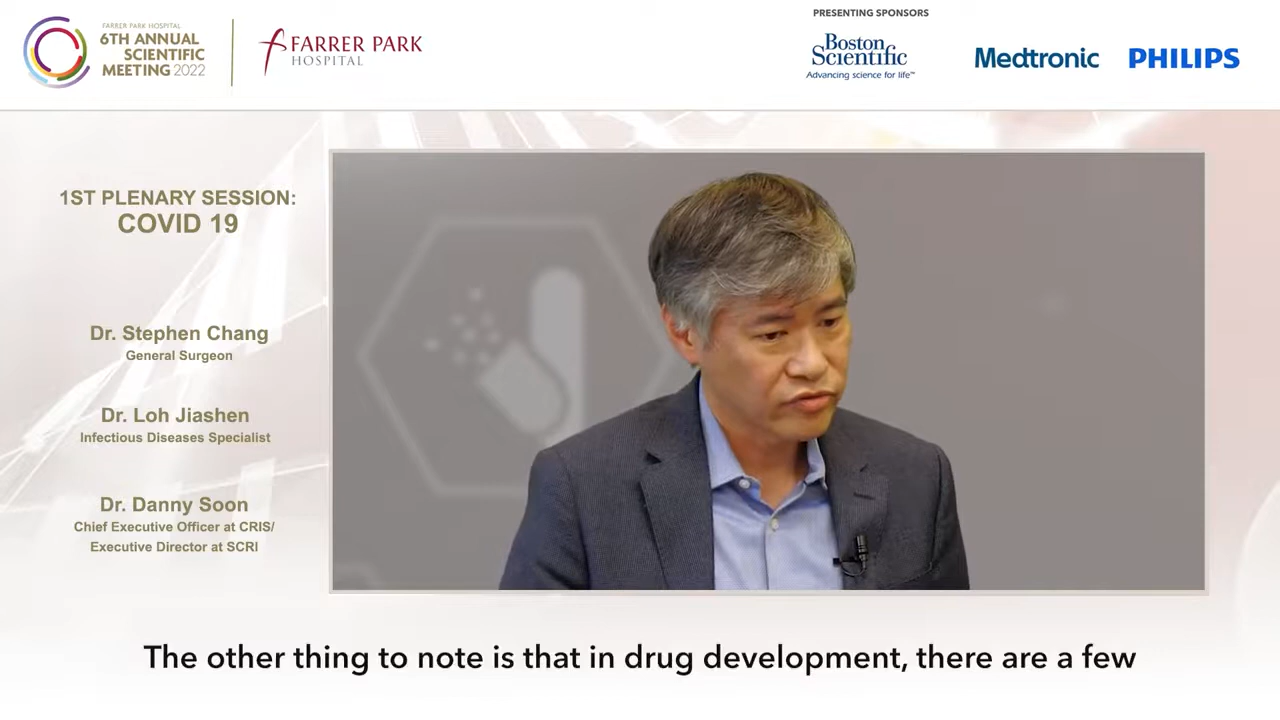 FARRER PARK HOSPITAL
6TH ANNUAL
SCIENTIFIC
MEETING 2022
FARRER PARK
HOSPITAL
PRESENTING SPONSORS
Boston
Scientific
Advancing science for life™
Medtronic
PHILIPS
1ST PLENARY SESSION:
COVID 19
Dr. Stephen Chang
General Surgeon
Dr. Loh Jiashen
Infectious Diseases Specialist
Dr. Danny Soon
Chief Executive Officer at CRIS/
Executive Director at SCRI
The other thing to note is that in drug development, there are a few